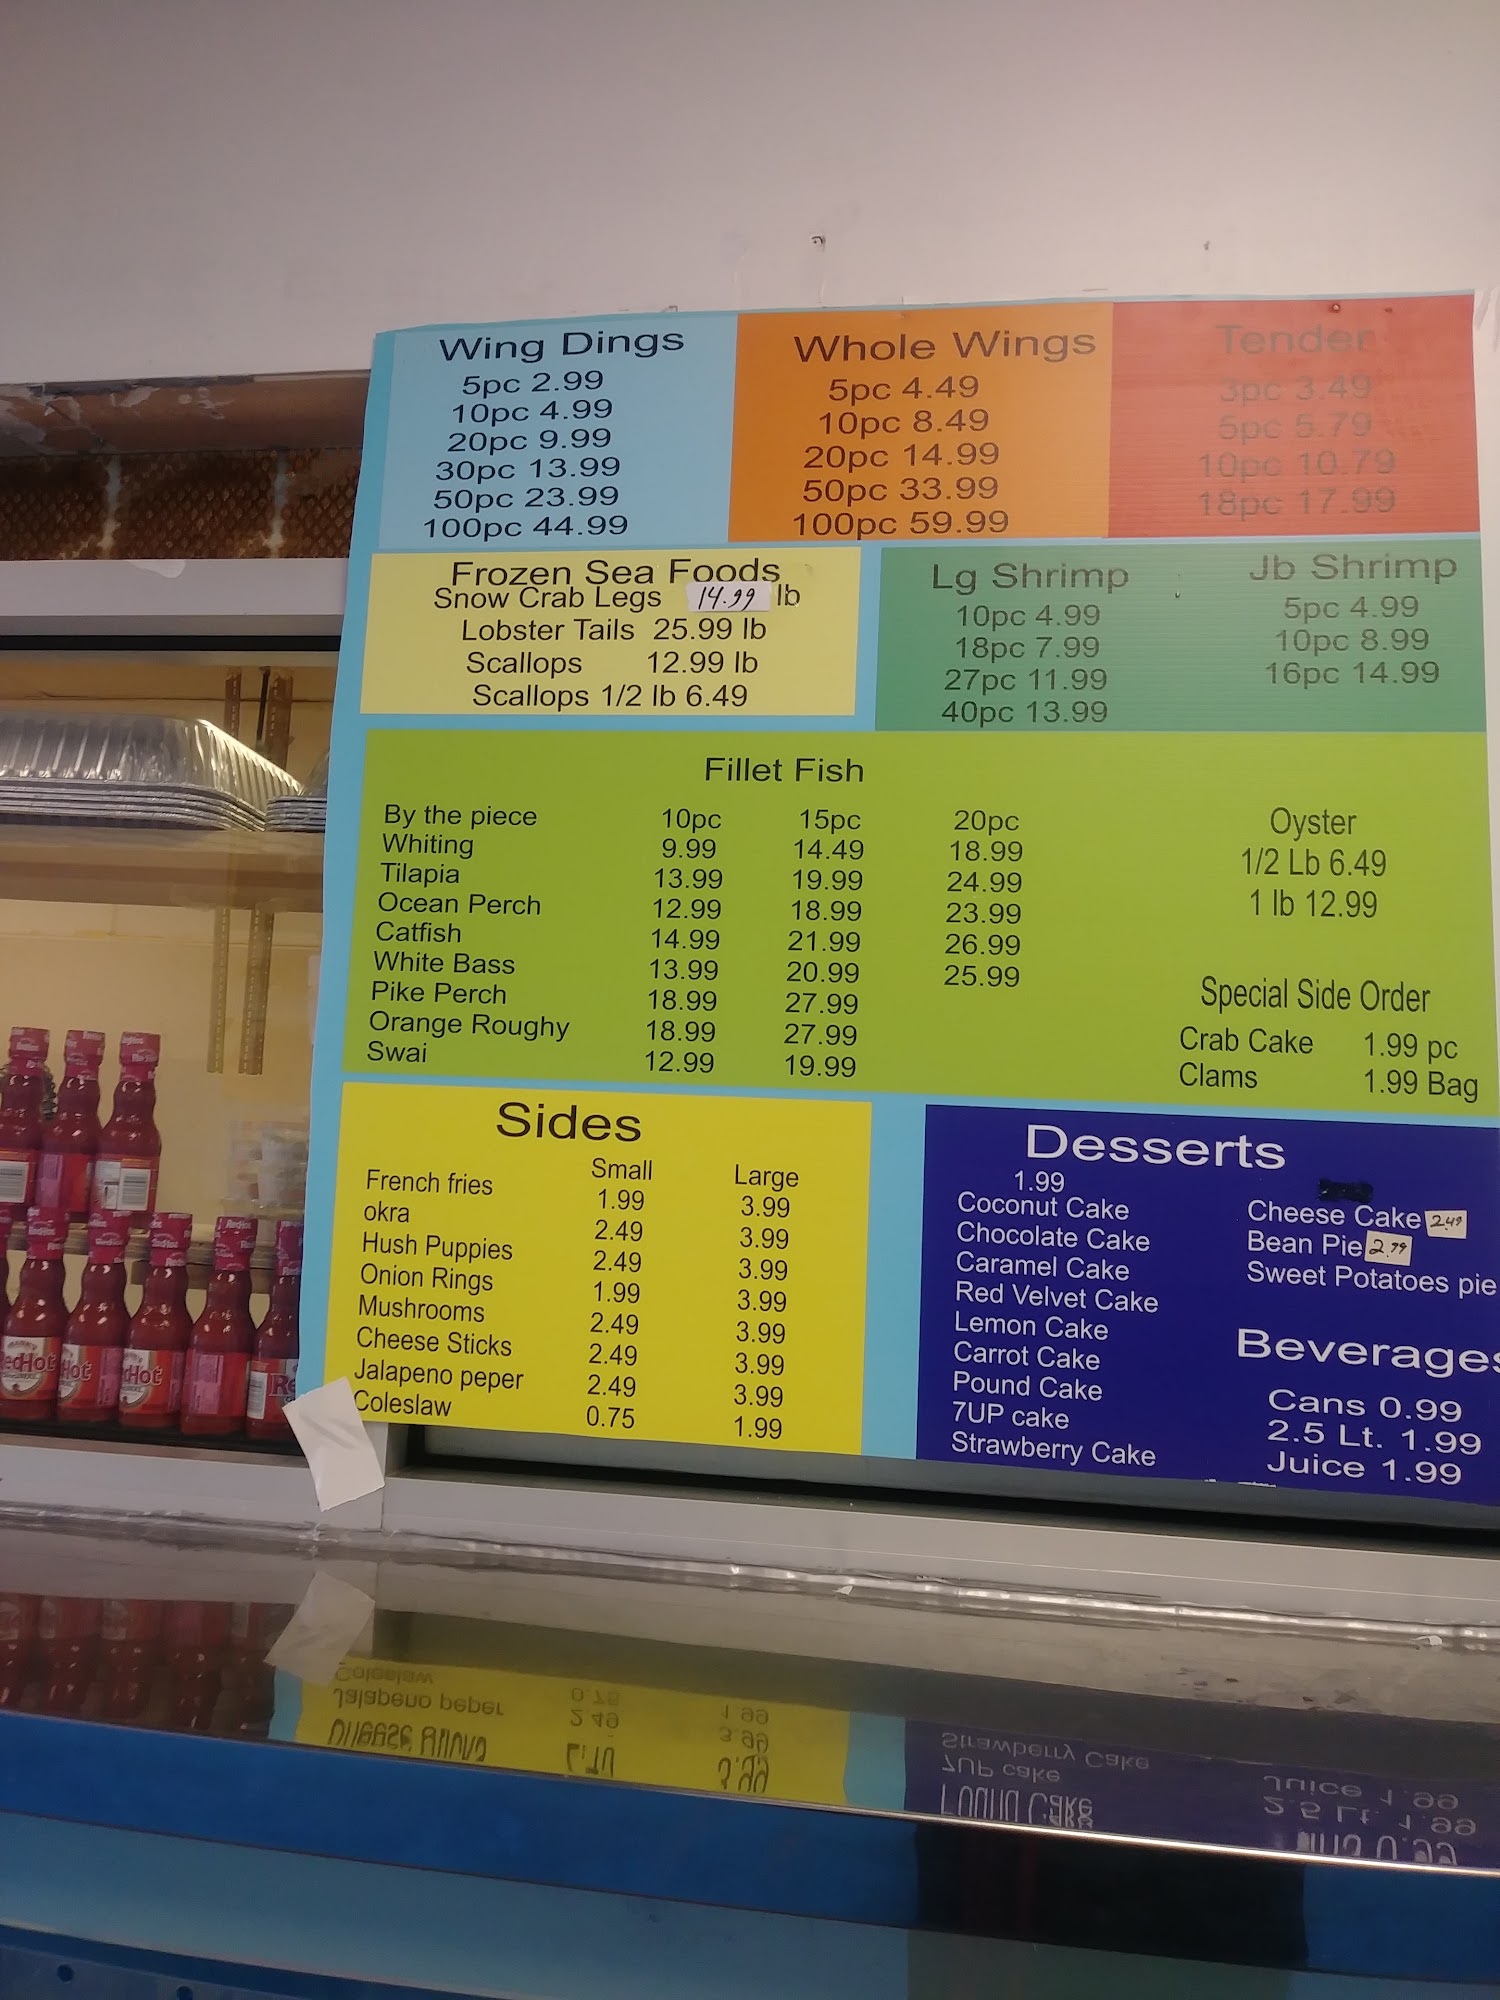 Wing Dings
5pc 2.99
10pc 4.99
20pc 9.99
30pc 13.99
50pc 23.99
100pc 44.99
Whole Wings
5pc 4.49
10pc 8.49
20pc 14.99
50pc 33.99
100pc 59.99
Tender
3pc 3.49
5pc 5.79
10pc 10.79
18pc 17.99
Frozen Sea Foods
Snow Crab Legs 14.99 lb
Lobster Tails 25.99 lb
Scallops 12.99 lb
Scallops 1/2 lb 6.49
Lg Shrimp
10pc 4.99
18pc 7.99
27pc 11.99
40pc 13.99
Jb Shrimp
5pc 4.99
10pc 8.99
16pc 14.99
Fillet Fish
By the piece 10pc 15pc 20pc
Whiting 9.99 14.49 18.99
Tilapia 13.99 19.99 24.99
Ocean Perch 12.99 18.99 23.99
Catfish 14.99 21.99 26.99
White Bass 13.99 20.99 25.99
Pike Perch 18.99 27.99
Orange Roughy 18.99 27.99
Swai 12.99 19.99
Oyster
1/2 Lb 6.49
1 lb 12.99
Special Side Order
Crab Cake 1.99 pc
Clams 1.99 Bag
Sides
Small Large
French fries 1.99 3.99
okra 2.49 3.99
Hush Puppies 2.49 3.99
Onion Rings 1.99 3.99
Mushrooms 2.49 3.99
Cheese Sticks 2.49 3.99
Jalapeno peper 2.49 3.99
Coleslaw 0.75 1.99
Desserts
1.99
Coconut Cake
Chocolate Cake
Caramel Cake
Red Velvet Cake
Lemon Cake
Carrot Cake
Pound Cake
7UP cake
Strawberry Cake
Cheese Cake 2.49
Bean Pie 2.99
Sweet Potatoes pie
Beverages
Cans 0.99
2.5 Lt. 1.99
Juice 1.99
RedHot